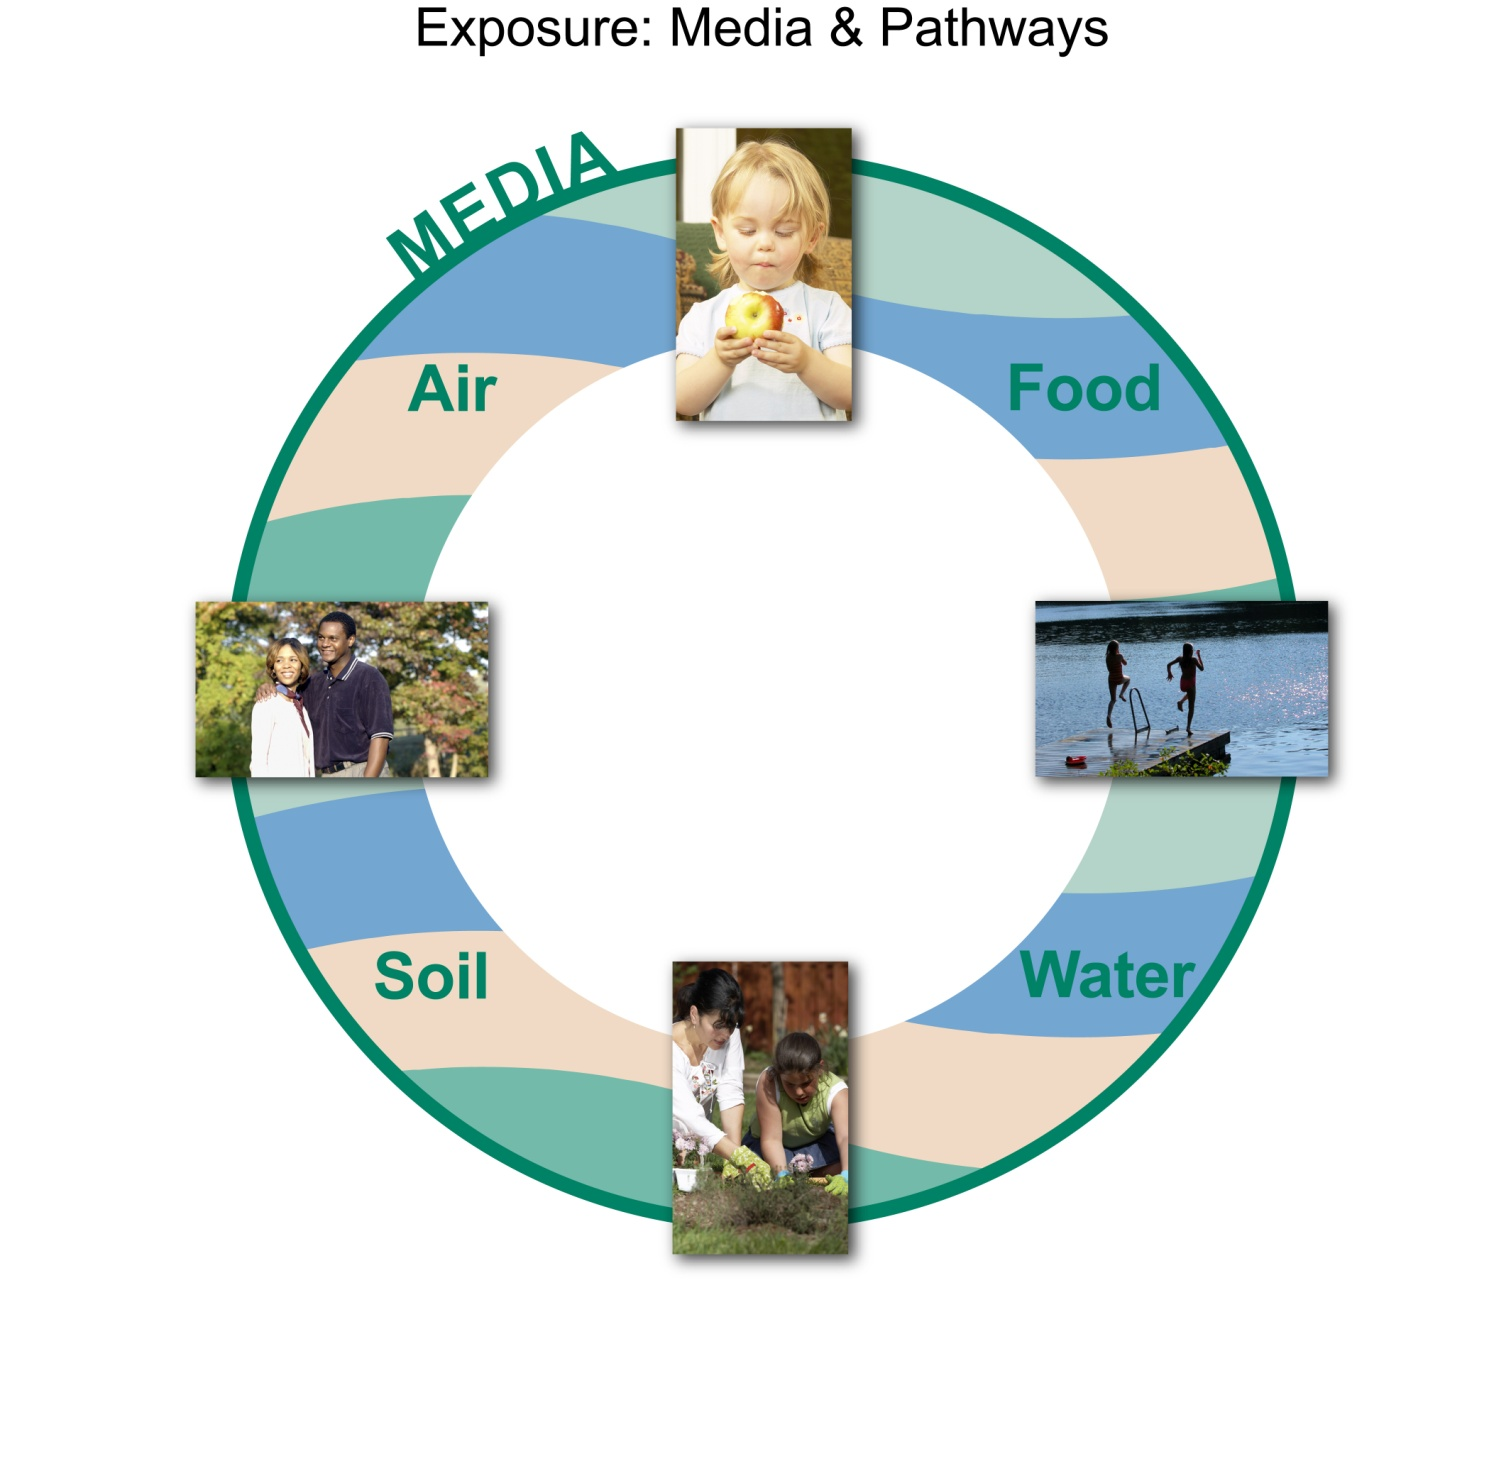 Exposure: Media & Pathways
MEDIA
Air
Food
Soil
Water